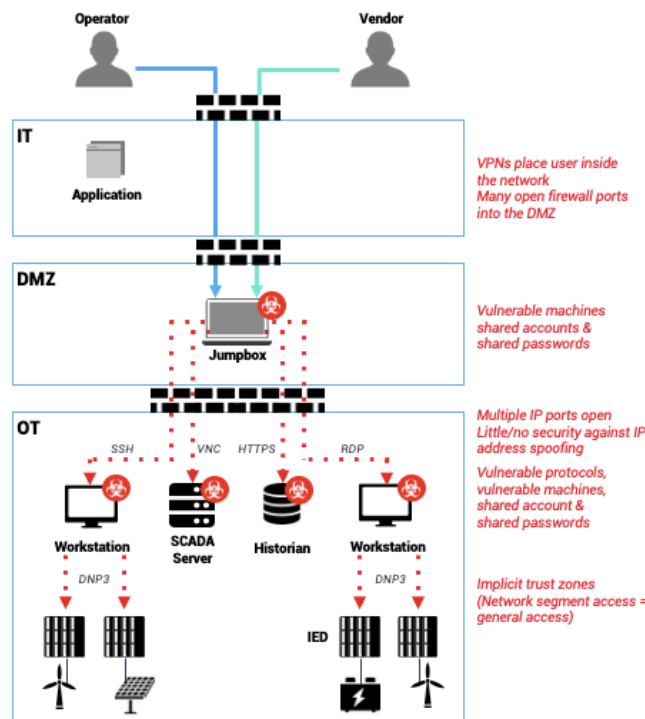 Operator
Vendor
IT
Application
VPNs place user inside
the network
Many open firewall ports
into the DMZ
DMZ
Jumpbox
Vulnerable machines
shared accounts &
shared passwords
OT
SSH
VNC
HTTPS
RDP
Multiple IP ports open
Little/no security against IP
address spoofing
Workstation
SCADA
Server
Historian
Workstation
Vulnerable protocols,
vulnerable machines,
shared account &
shared passwords
DNP3
DNP3
IED
Implicit trust zones
(Network segment access =
general access)